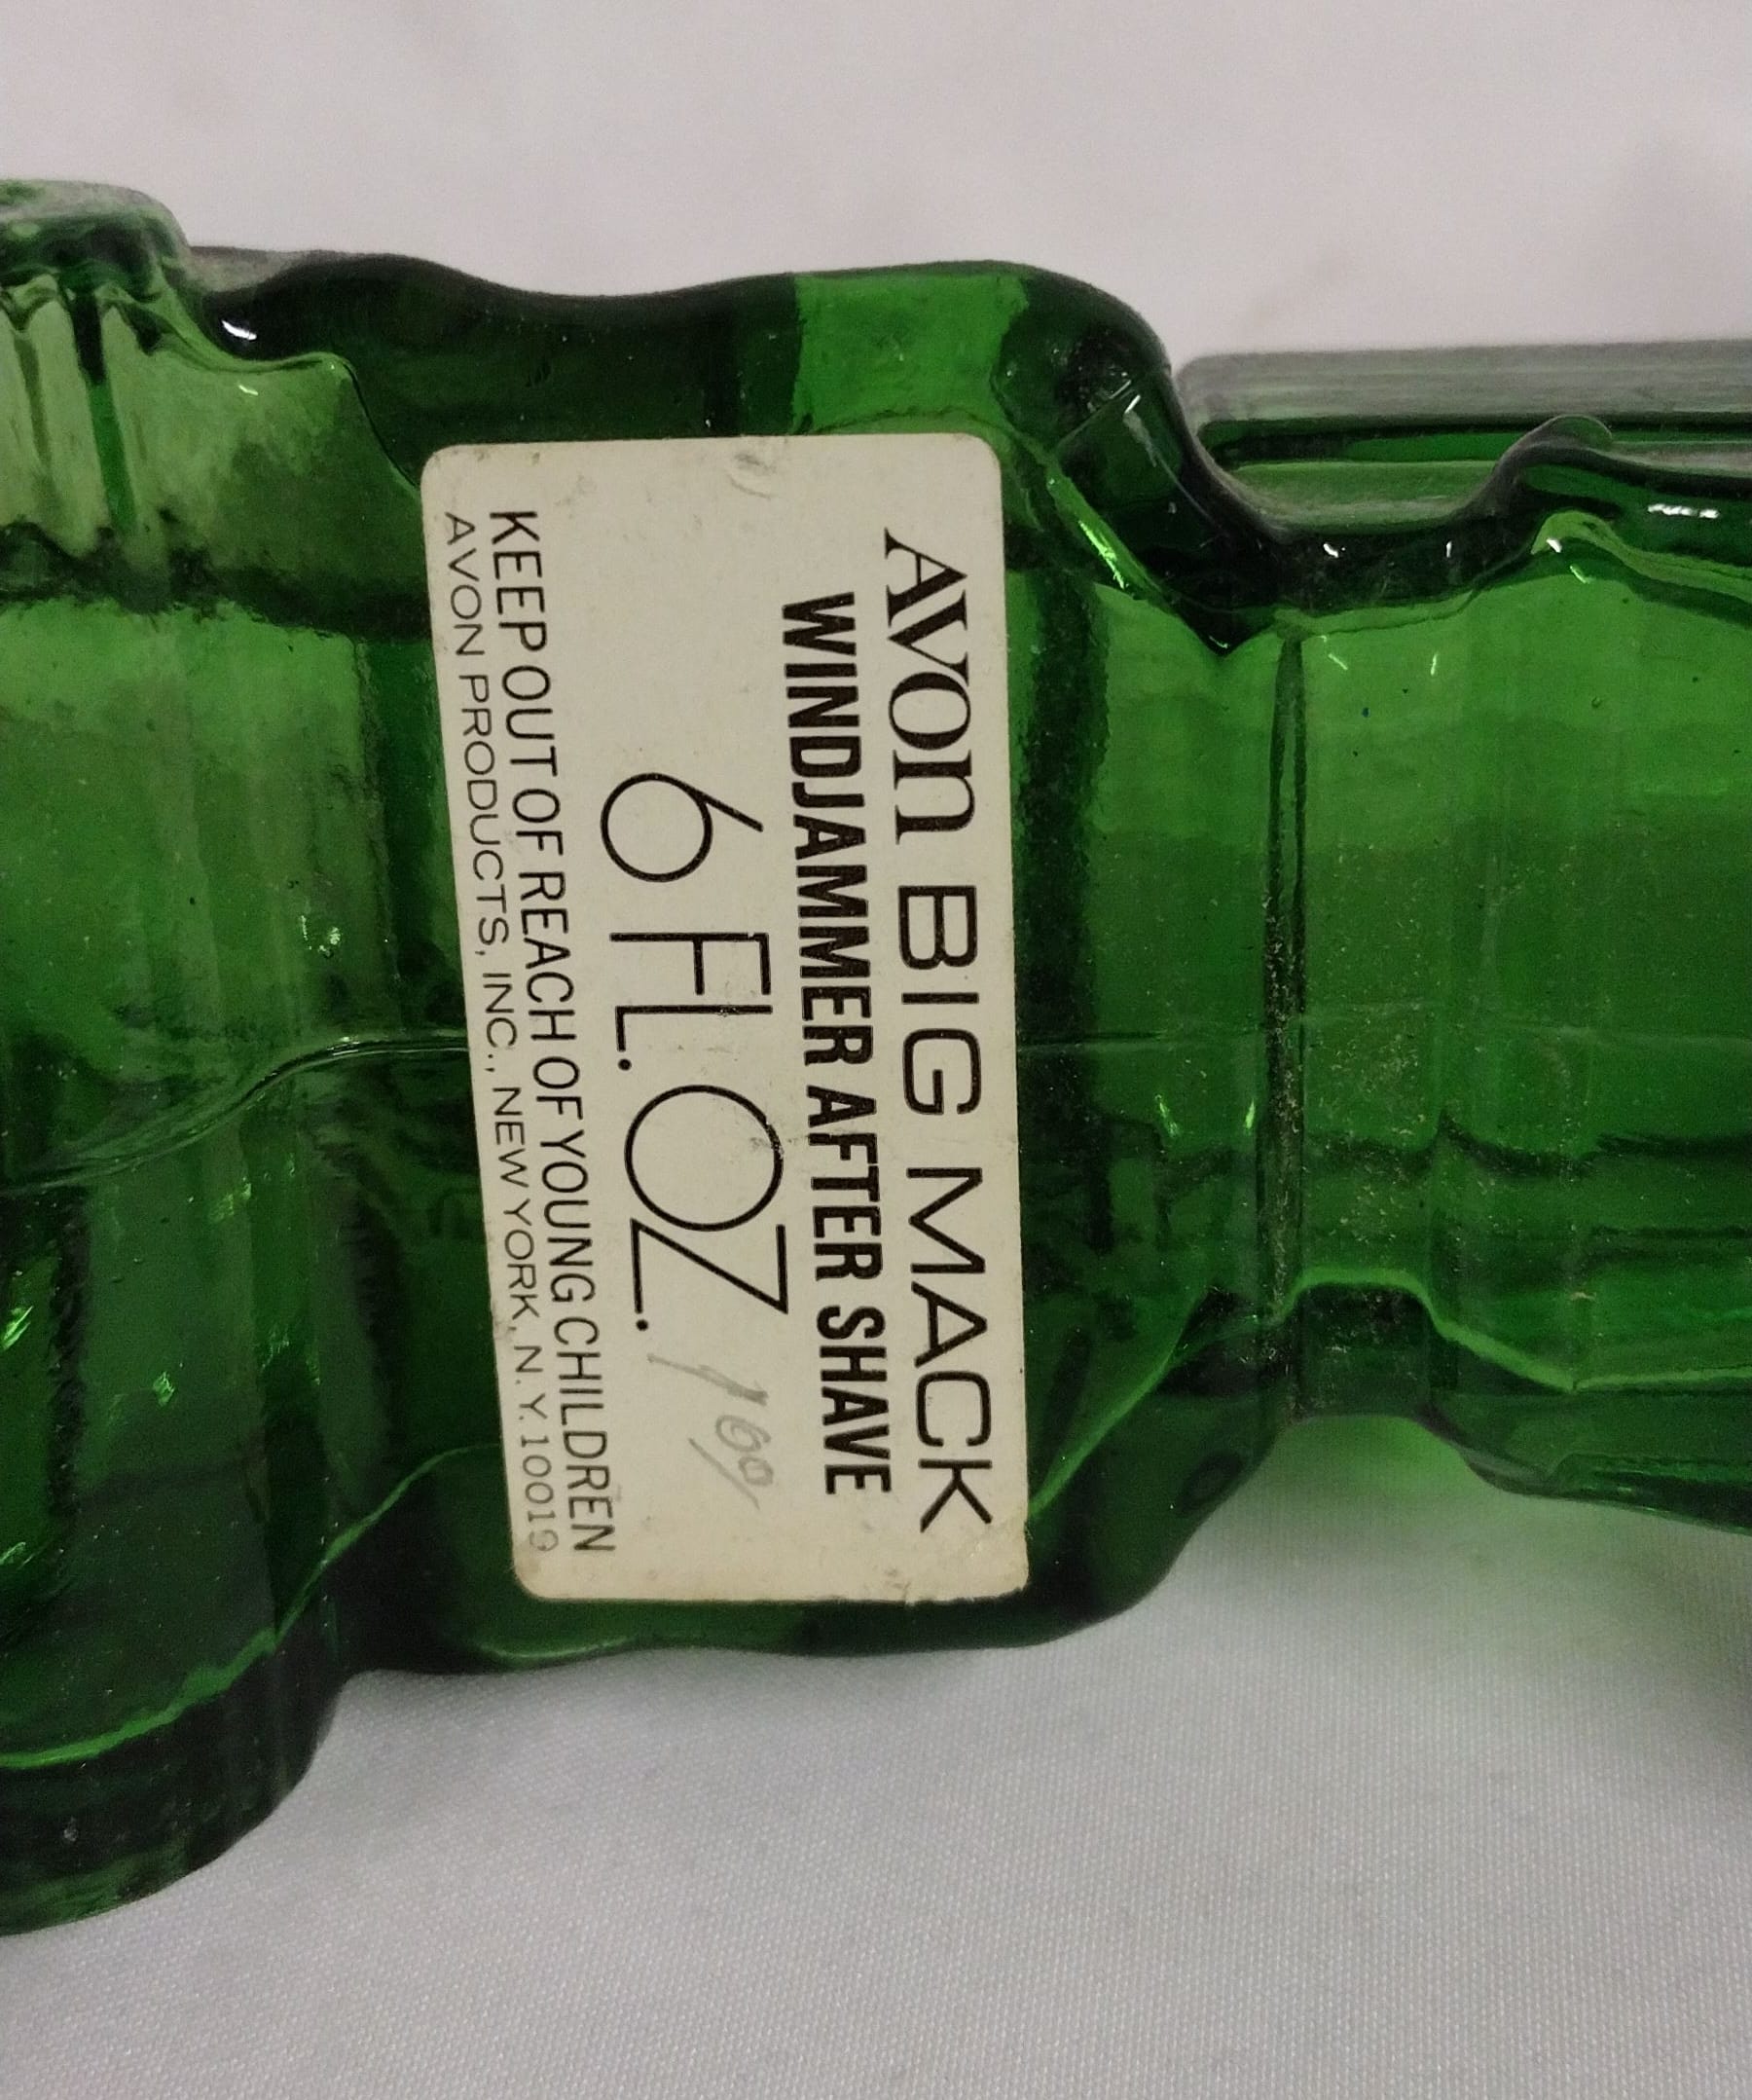 AVON BIG MACK
WINDJAMMER AFTER SHAVE
6 FL. OZ.
KEEP OUT OF REACH OF YOUNG CHILDREN
AVON PRODUCTS, INC., NEW YORK, N. Y. 10019